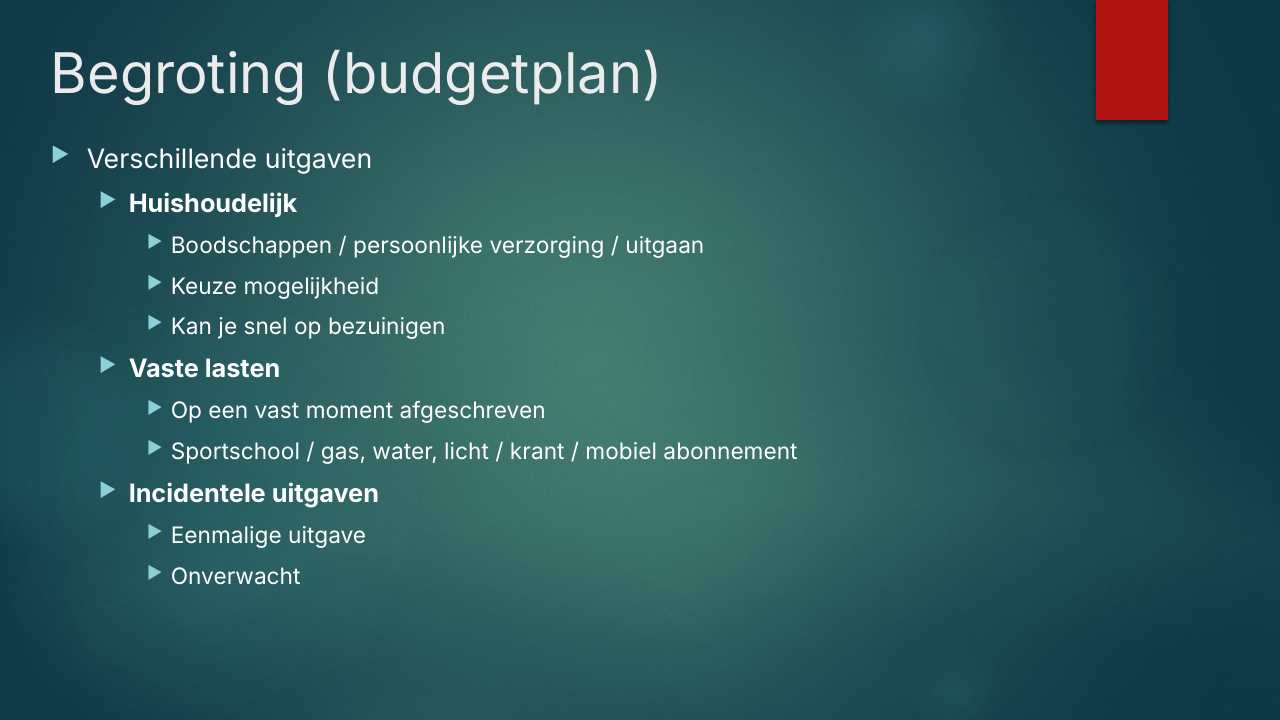 Begroting (budgetplan)
Verschillende uitgaven
Huishoudelijk
Boodschappen / persoonlijke verzorging / uitgaan
Keuze mogelijkheid
Kan je snel op bezuinigen
Vaste lasten
Op een vast moment afgeschreven
Sportschool / gas, water, licht / krant / mobiel abonnement
Incidentele uitgaven
Eenmalige uitgave
Onverwacht